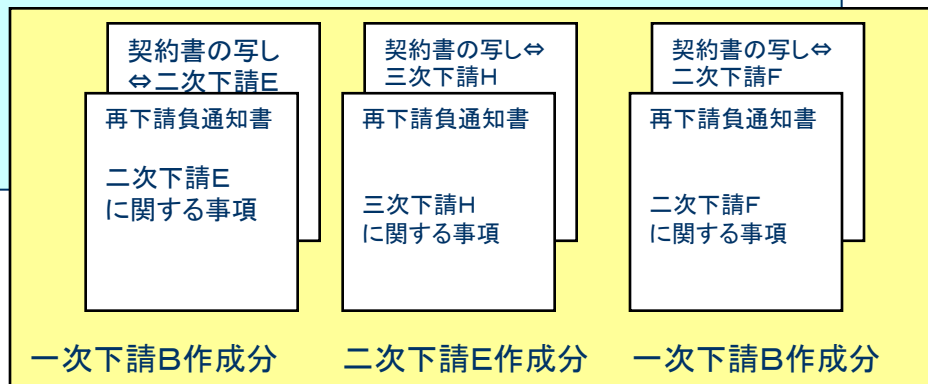 契約書の写し
⇔二次下請E
再下請負通知書
二次下請E
に関する事項
一次下請B作成分
契約書の写し⇔
三次下請H
再下請負通知書
三次下請H
に関する事項
二次下請E作成分
契約書の写し⇔
二次下請F
再下請負通知書
二次下請F
に関する事項
一次下請B作成分